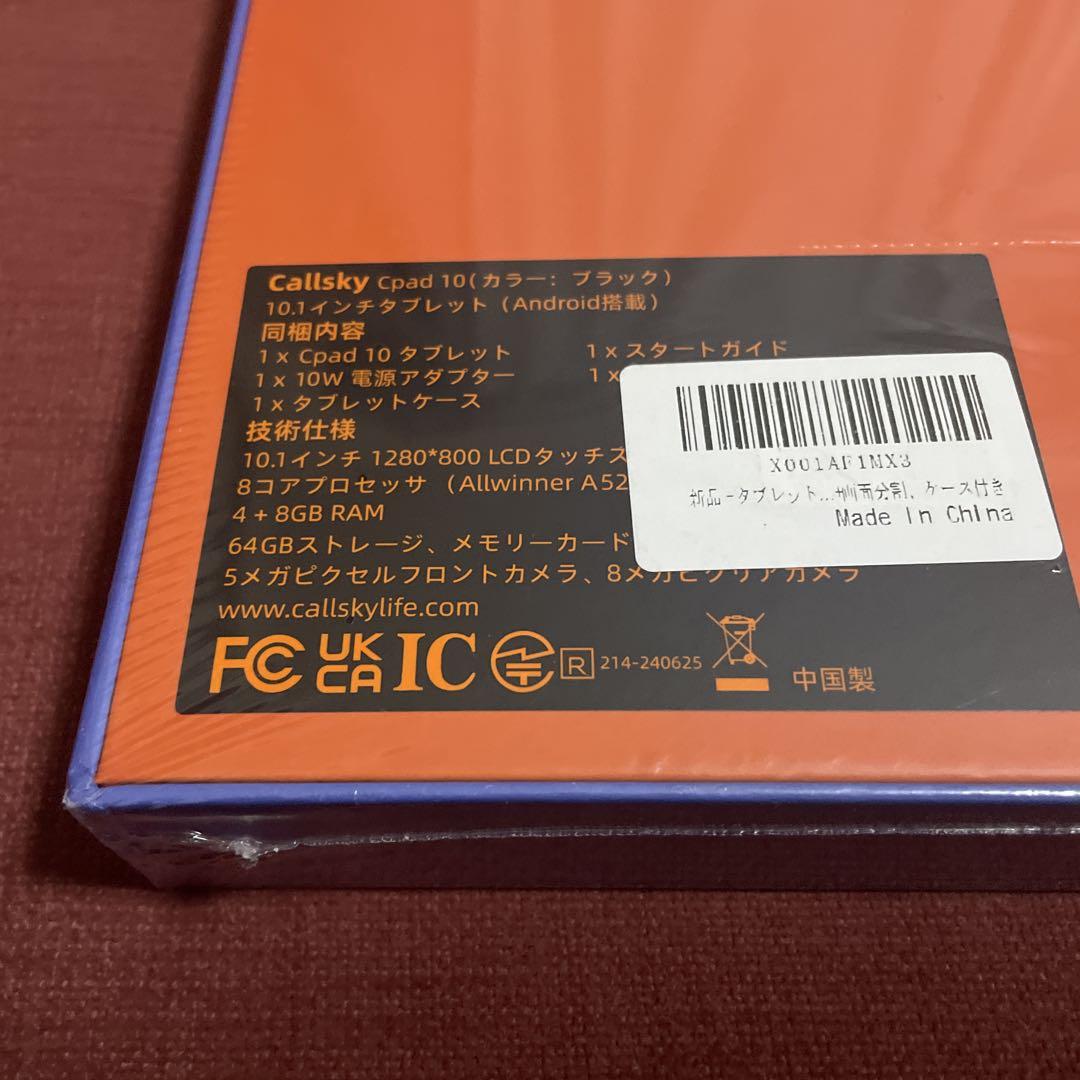 Callsky Cpad 10(カラー: ブラック)
10.1インチタブレット(Android搭載)
同梱内容
1 x Cpad 10 タブレット
1 x スタートガイド
1 x 10W 電源アダプター
1 x
1 x タブレットケース
技術仕様
10.1インチ 1280*800 LCDタッチス
8コアプロセッサ (Allwinner A52
4 + 8GB RAM
64GBストレージ、メモリーカード
5メガピクセルフロントカメラ、8メガピクリアカメラ
www.callskylife.com
FC UK CA IC R 214-240625
中国製
X001AF1MX3
新品-タブレット...画面分割、ケース付き
Made In China